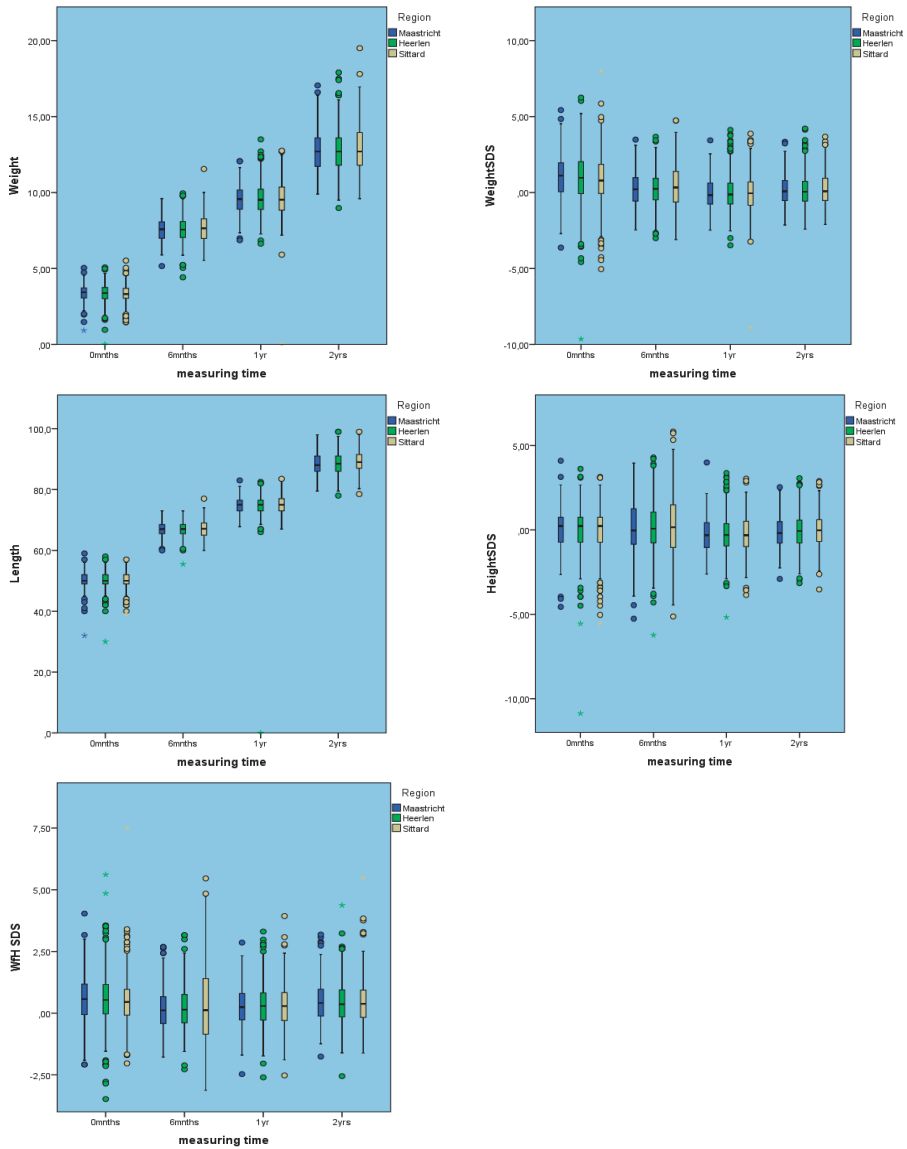 Region
Maastricht
Heerlen
Sittard
20,00
15,00
10,00
5,00
,00
Weight
0mnths 6mnths 1yr 2yrs
measuring time
Region
Maastricht
Heerlen
Sittard
10,00
5,00
,00
-5,00
-10,00
WeightSDS
0mnths 6mnths 1yr 2yrs
measuring time
Region
Maastricht
Heerlen
Sittard
100,0
80,0
60,0
40,0
20,0
,0
Length
0mnths 6mnths 1yr 2yrs
measuring time
Region
Maastricht
Heerlen
Sittard
5,00
,00
-5,00
-10,00
HeightSDS
0mnths 6mnths 1yr 2yrs
measuring time
Region
Maastricht
Heerlen
Sittard
7,50
5,00
2,50
,00
-2,50
WfH SDS
0mnths 6mnths 1yr 2yrs
measuring time